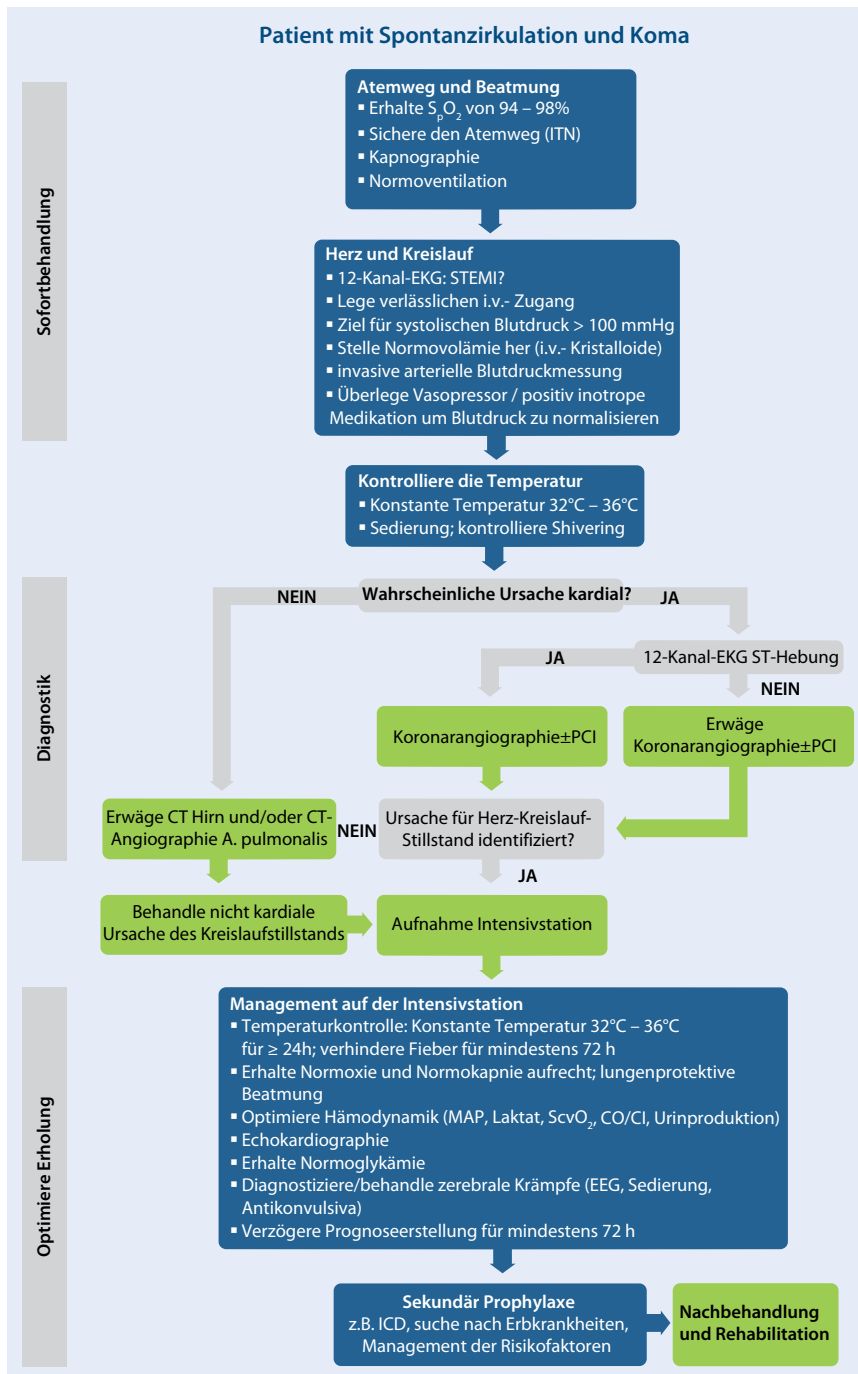 Patient mit Spontanzirkulation und Koma
Sofortbehandlung
Atemweg und Beatmung
▪ Erhalte SpO2 von 94 – 98%
▪ Sichere den Atemweg (ITN)
▪ Kapnographie
▪ Normoventilation
Herz und Kreislauf
▪ 12-Kanal-EKG: STEMI?
▪ Lege verlässlichen i.v.- Zugang
▪ Ziel für systolischen Blutdruck > 100 mmHg
▪ Stelle Normovolämie her (i.v.- Kristalloide)
▪ invasive arterielle Blutdruckmessung
▪ Überlege Vasopressor / positiv inotrope
Medikation um Blutdruck zu normalisieren
Kontrolliere die Temperatur
▪ Konstante Temperatur 32°C – 36°C
▪ Sedierung; kontrolliere Shivering
Diagnostik
NEIN
Wahrscheinliche Ursache kardial?
JA
12-Kanal-EKG ST-Hebung
JA
NEIN
Koronarangiographie±PCI
Erwäge
Koronarangiographie±PCI
Erwäge CT Hirn und/oder CT-
Angiographie A. pulmonalis
NEIN
Ursache für Herz-Kreislauf-
Stillstand identifiziert?
JA
Behandle nicht kardiale
Ursache des Kreislaufstillstands
Aufnahme Intensivstation
Optimiere Erholung
Management auf der Intensivstation
▪ Temperaturkontrolle: Konstante Temperatur 32°C – 36°C
für ≥ 24h; verhindere Fieber für mindestens 72 h
▪ Erhalte Normoxie und Normokapnie aufrecht; lungenprotektive
Beatmung
▪ Optimiere Hämodynamik (MAP, Laktat, ScvO2, CO/CI, Urinproduktion)
▪ Echokardiographie
▪ Erhalte Normoglykämie
▪ Diagnostiziere/behandle zerebrale Krämpfe (EEG, Sedierung,
Antikonvulsiva)
▪ Verzögere Prognoseerstellung für mindestens 72 h
Sekundär Prophylaxe
z.B. ICD, suche nach Erbkrankheiten,
Management der Risikofaktoren
Nachbehandlung
und Rehabilitation